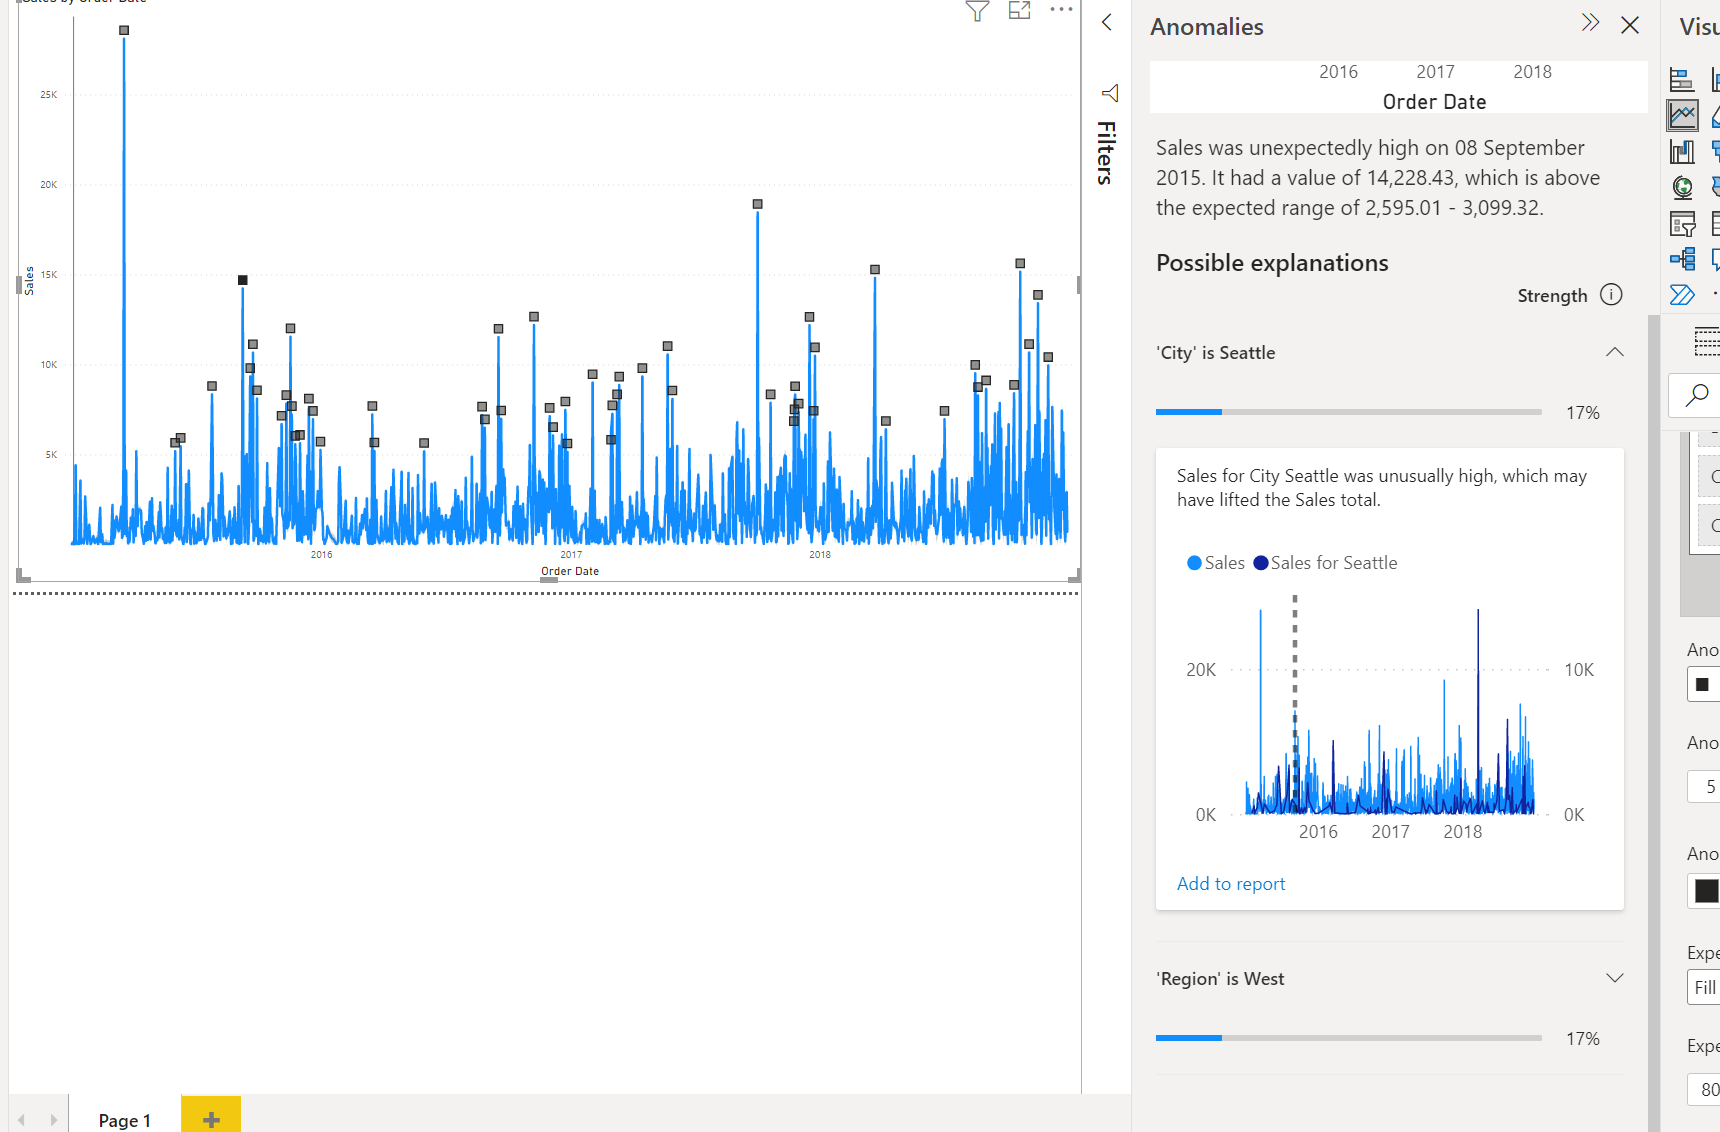 Sales by Order Date
25K
20K
15K
10K
5K
Sales
2016
2017
2018
Order Date
Page 1
Filters
Anomalies
2016
2017
2018
Order Date
Sales was unexpectedly high on 08 September
2015. It had a value of 14,228.43, which is above
the expected range of 2,595.01 - 3,099.32.
Possible explanations
Strength
'City' is Seattle
17%
Sales for City Seattle was unusually high, which may
have lifted the Sales total.
Sales
Sales for Seattle
20K
10K
0K
0K
2016
2017
2018
Add to report
'Region' is West
17%
Visu
C
C
Ano
Ano
5
Ano
Expe
Fill
Expe
80